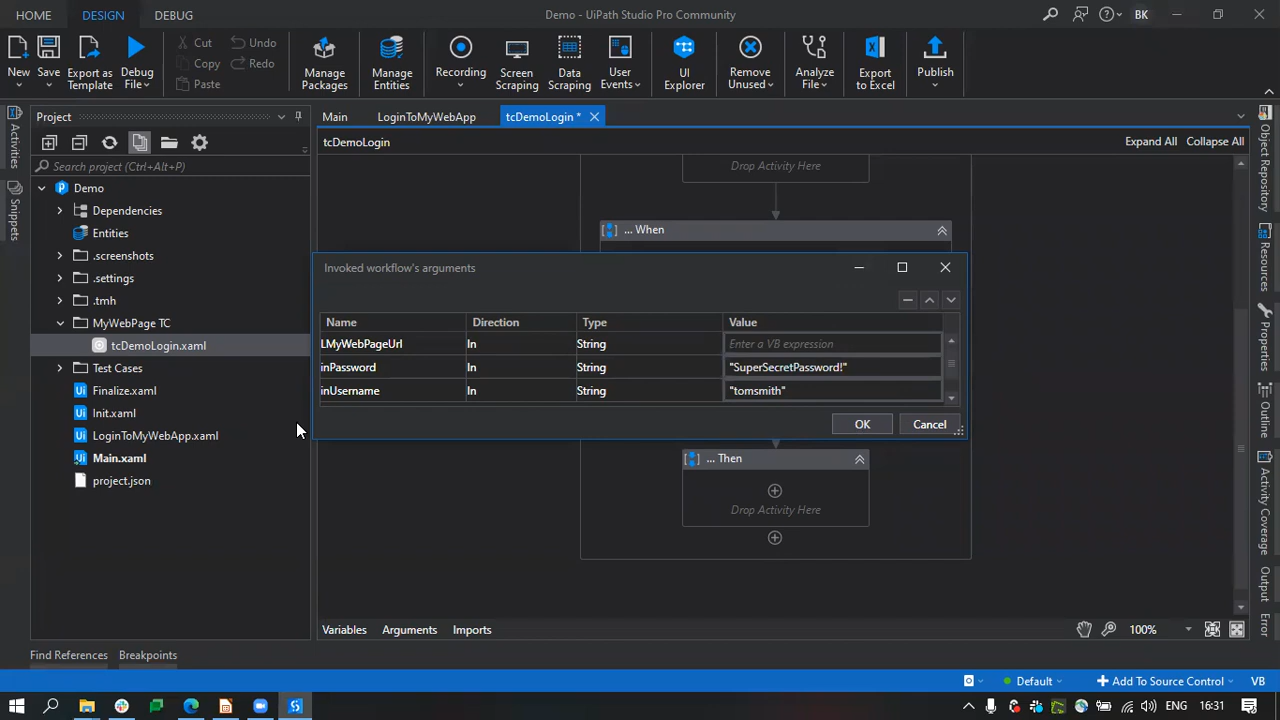 HOME DESIGN DEBUG Demo - UiPath Studio Pro Community BK
Cut Undo
Copy Redo
Paste
New Save Export as Template Debug File Manage Packages Manage Entities Recording Screen Scraping Data Scraping User Events UI Explorer Remove Unused Analyze File Export to Excel Publish
Activities
Snippets
Project
Search project (Ctrl+Alt+P)
Demo
Dependencies
Entities
.screenshots
.settings
.tmh
MyWebPage TC
tcDemoLogin.xaml
Test Cases
Finalize.xaml
Init.xaml
LoginToMyWebApp.xaml
Main.xaml
project.json
Find References Breakpoints
Main LoginToMyWebApp tcDemoLogin *
tcDemoLogin Expand All Collapse All
Drop Activity Here
... When
Invoked workflow's arguments
Name Direction Type Value
LMyWebPageUrl In String Enter a VB expression
inPassword In String "SuperSecretPassword!"
inUsername In String "tomsmith"
OK Cancel
... Then
Drop Activity Here
Variables Arguments Imports 100%
Object Repository
Properties
Resources
Outline
Activity Coverage
Output
Error
Default Add To Source Control VB
ENG 16:31